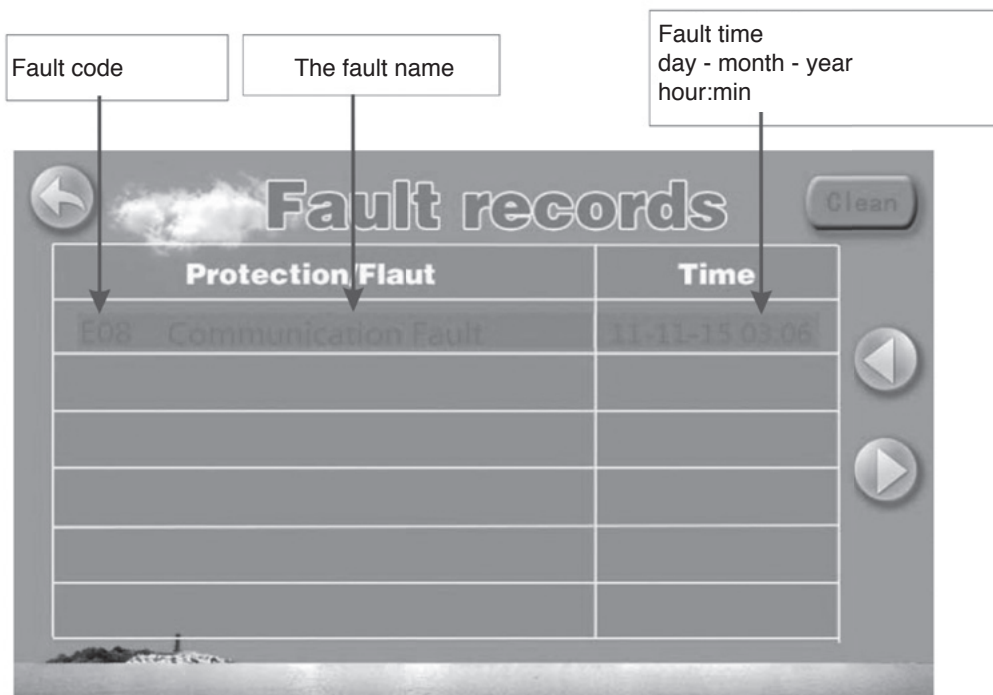 Fault code
The fault name
Fault time
day - month - year
hour:min
Fault records
Clean
Protection/Flaut
Time
E08 Communication Fault
11-11-15 03:06